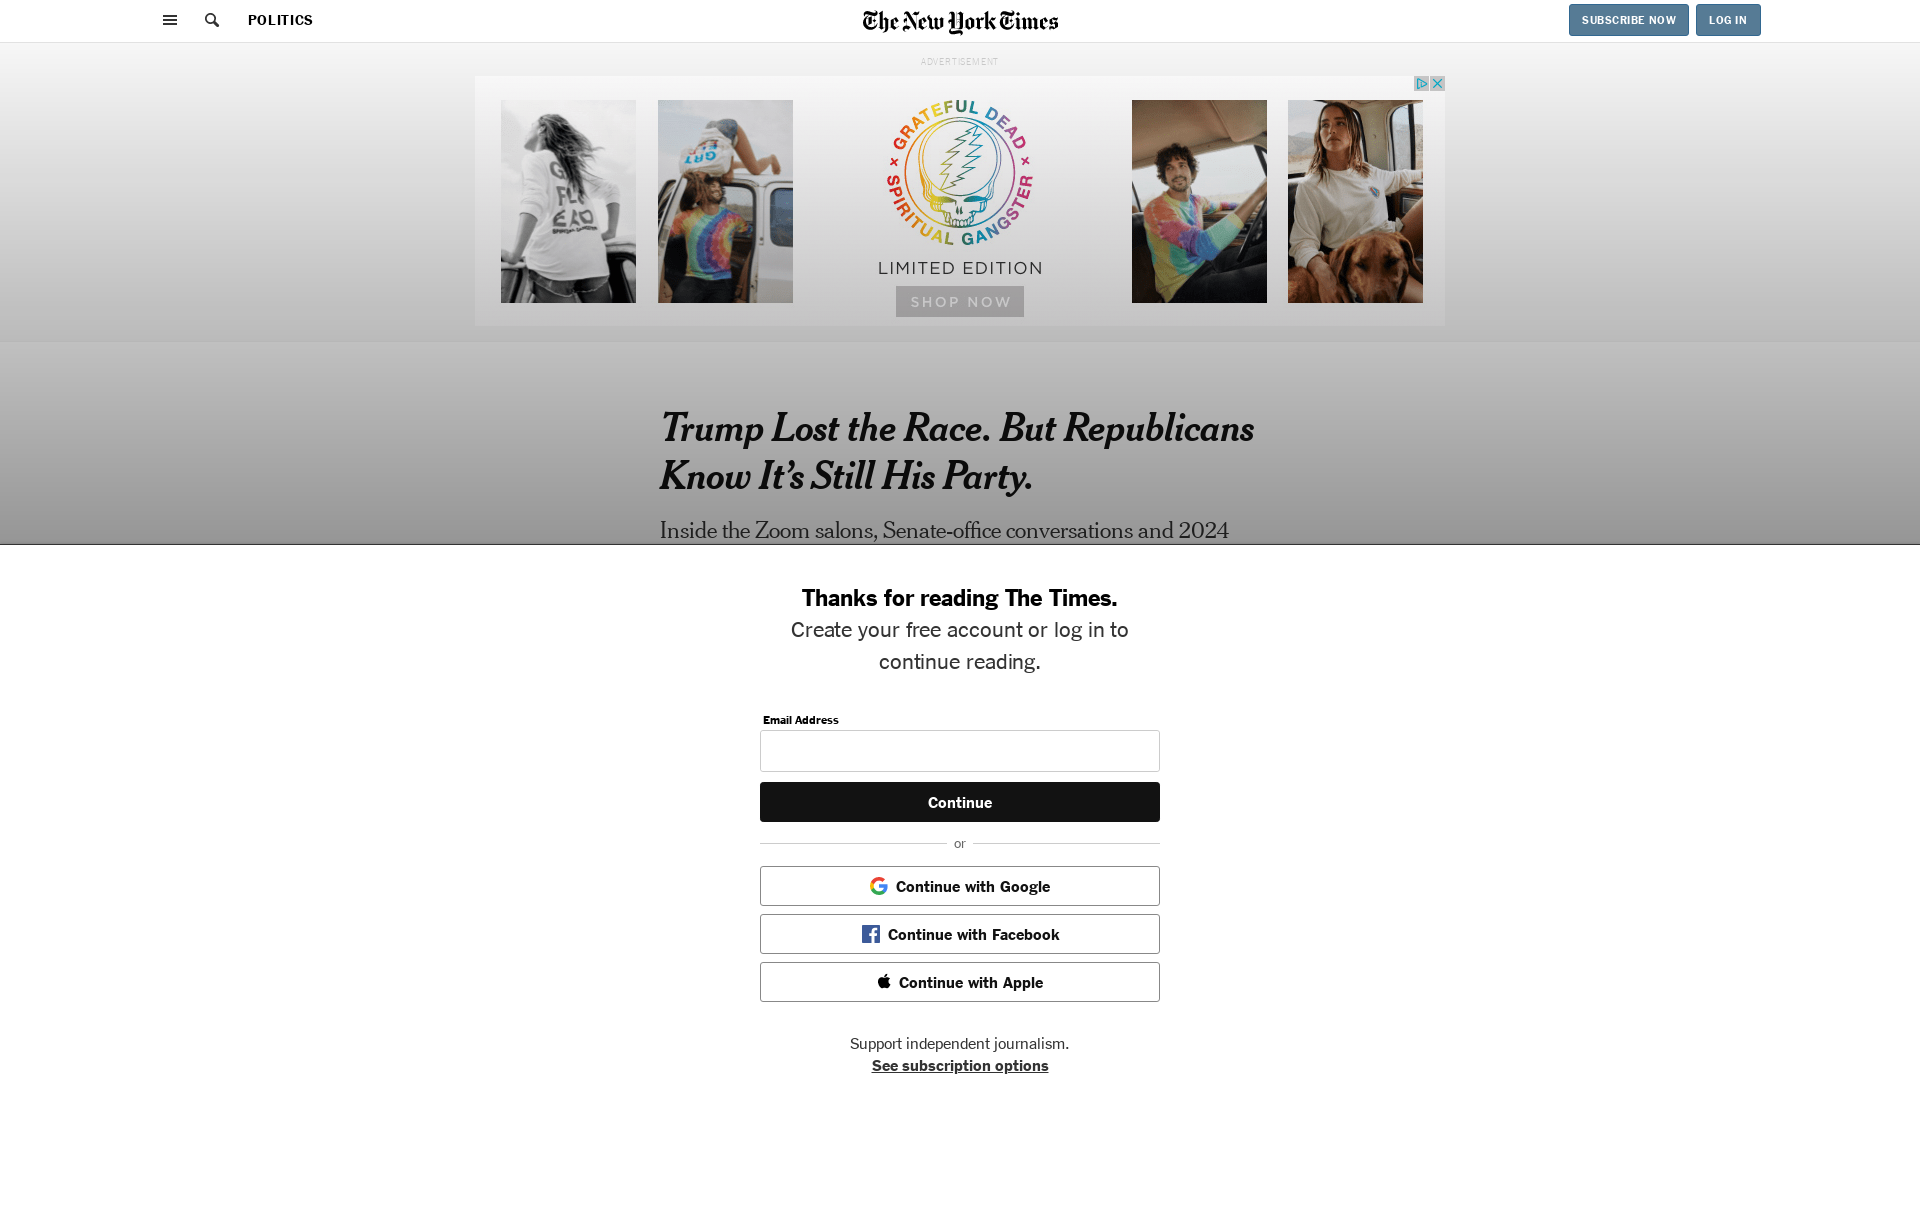 POLITICS
The New York Times
SUBSCRIBE NOW
LOG IN
ADVERTISEMENT
GRATEFUL DEAD × SPIRITUAL GANGSTER ×
LIMITED EDITION
SHOP NOW
Trump Lost the Race. But Republicans
Know It’s Still His Party.
Inside the Zoom salons, Senate-office conversations and 2024
Thanks for reading The Times.
Create your free account or log in to
continue reading.
Email Address
Continue
or
Continue with Google
Continue with Facebook
Continue with Apple
Support independent journalism.
See subscription options